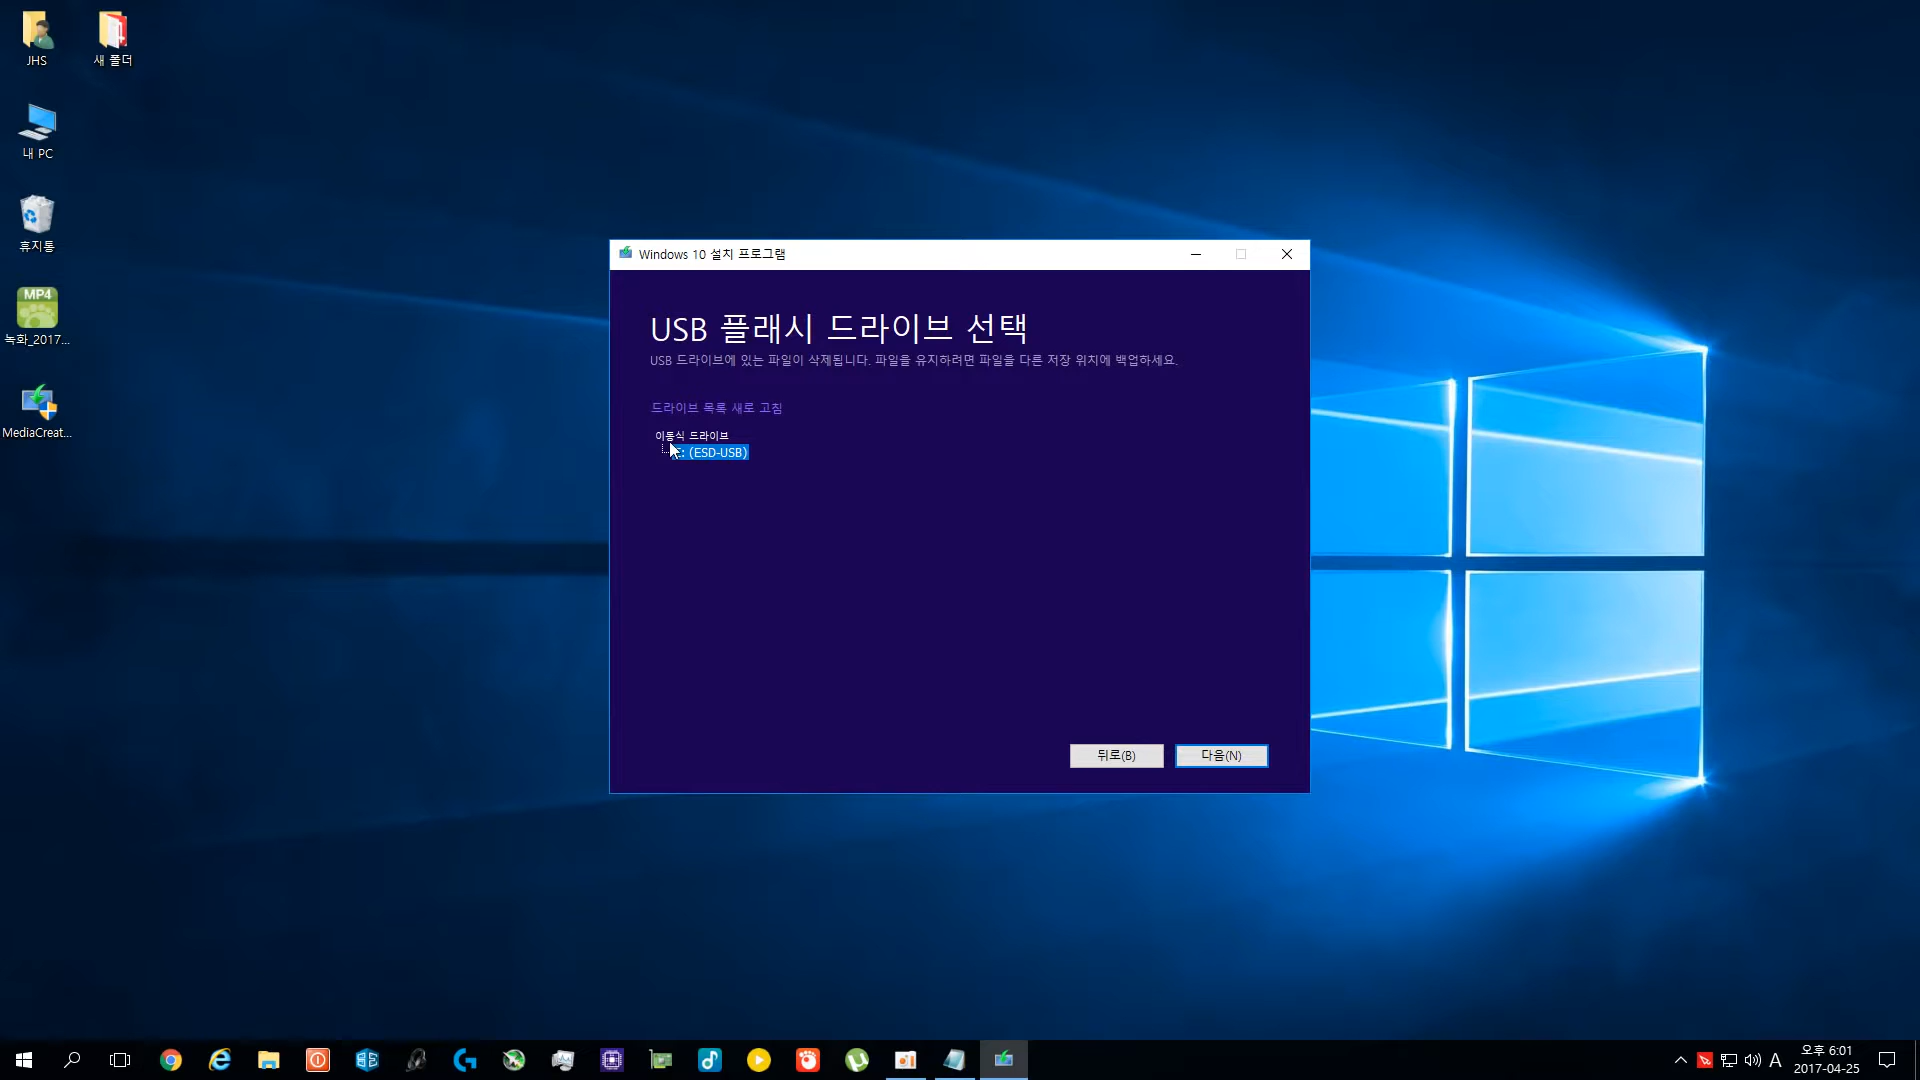 JHS
새 폴더
내 PC
휴지통
MP4
녹화_2017...
MediaCreat...
Windows 10 설치 프로그램
USB 플래시 드라이브 선택
USB 드라이브에 있는 파일이 삭제됩니다. 파일을 유지하려면 파일을 다른 저장 위치에 백업하세요.
드라이브 목록 새로 고침
이동식 드라이브
: (ESD-USB)
뒤로(B)
다음(N)
A
오후 6:01
2017-04-25